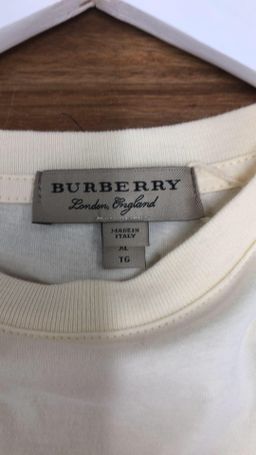 BURBERRY
London, England
MADE IN
ITALY
XL
TG